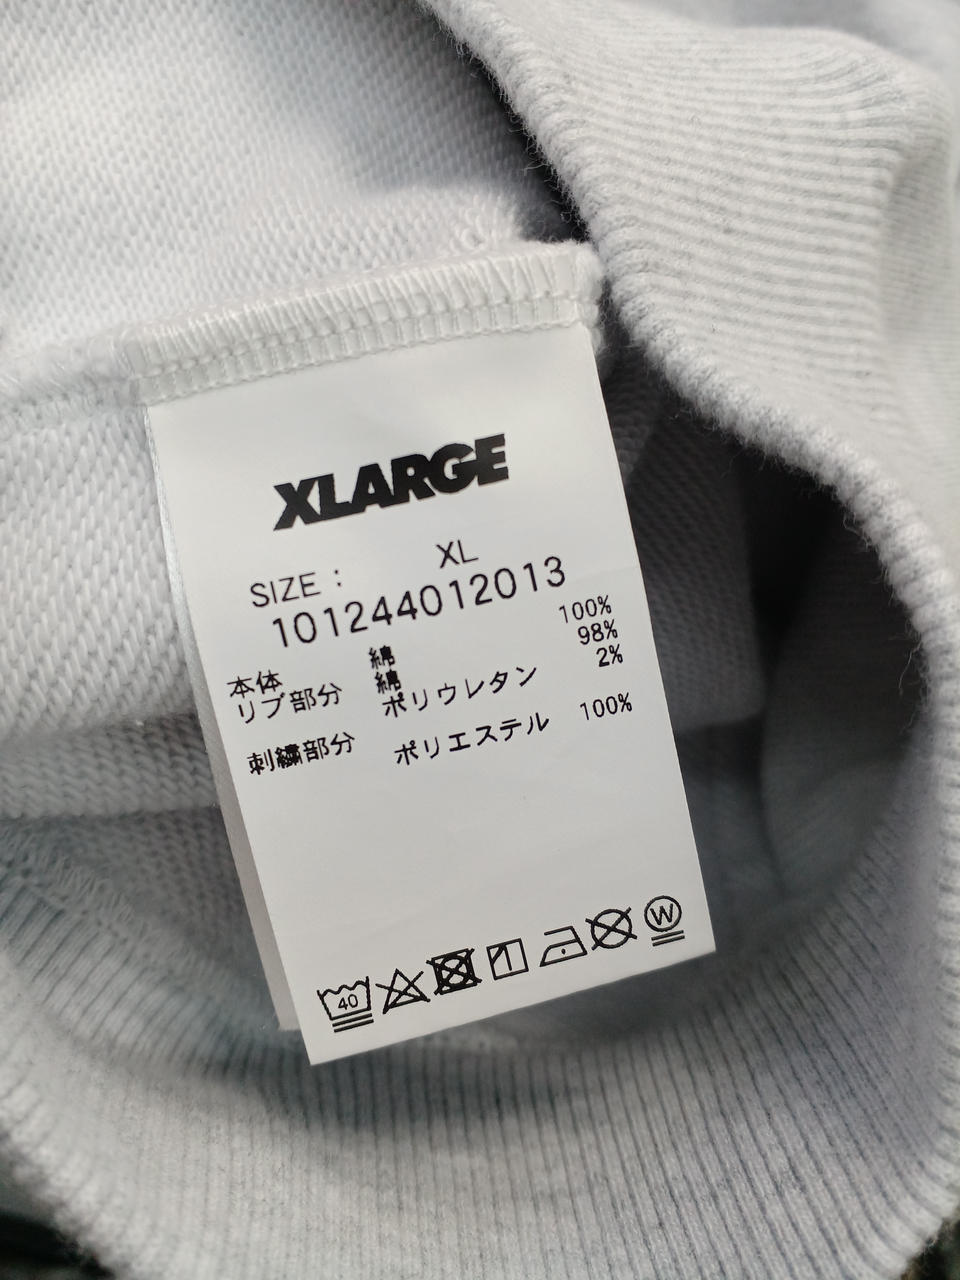 XLARGE
SIZE : XL
101244012013
本体 綿 100%
リブ部分 綿 98%
ポリウレタン 2%
刺繍部分 ポリエステル 100%
40
W